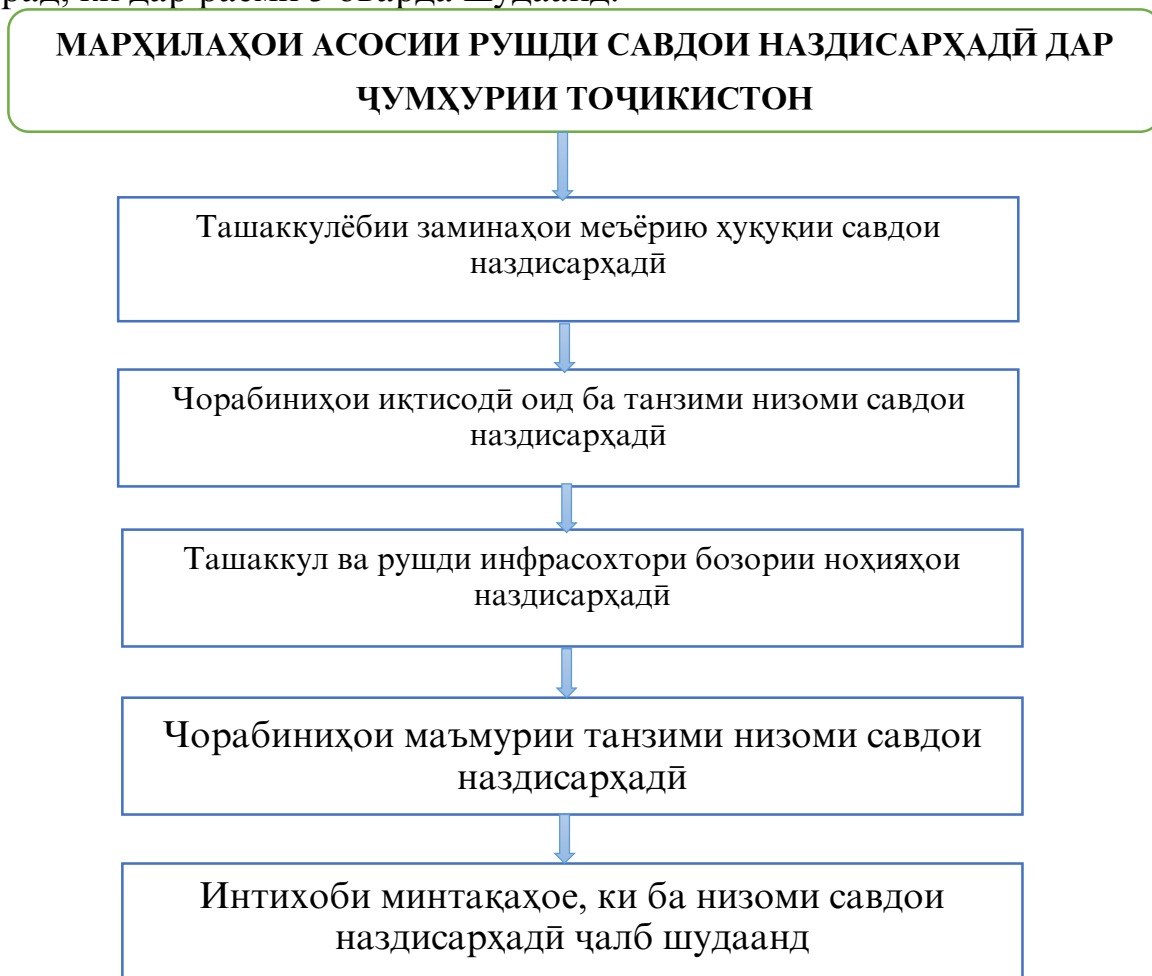 МАРҲИЛАҲОИ АСОСИИ РУШДИ САВДОИ НАЗДИСАРҲАДӢ ДАР
ҶУМҲУРИИ ТОҶИКИСТОН
Ташаккулёбии заминаҳои меъёрию ҳуқуқии савдои
наздисарҳадӣ
Чорабиниҳои иқтисодӣ оид ба танзими низоми савдои
наздисарҳадӣ
Ташаккул ва рушди инфрасохтори бозории ноҳияҳои
наздисарҳадӣ
Чорабиниҳои маъмурии танзими низоми савдои
наздисарҳадӣ
Интихоби минтақаҳое, ки ба низоми савдои
наздисарҳадӣ ҷалб шудаанд